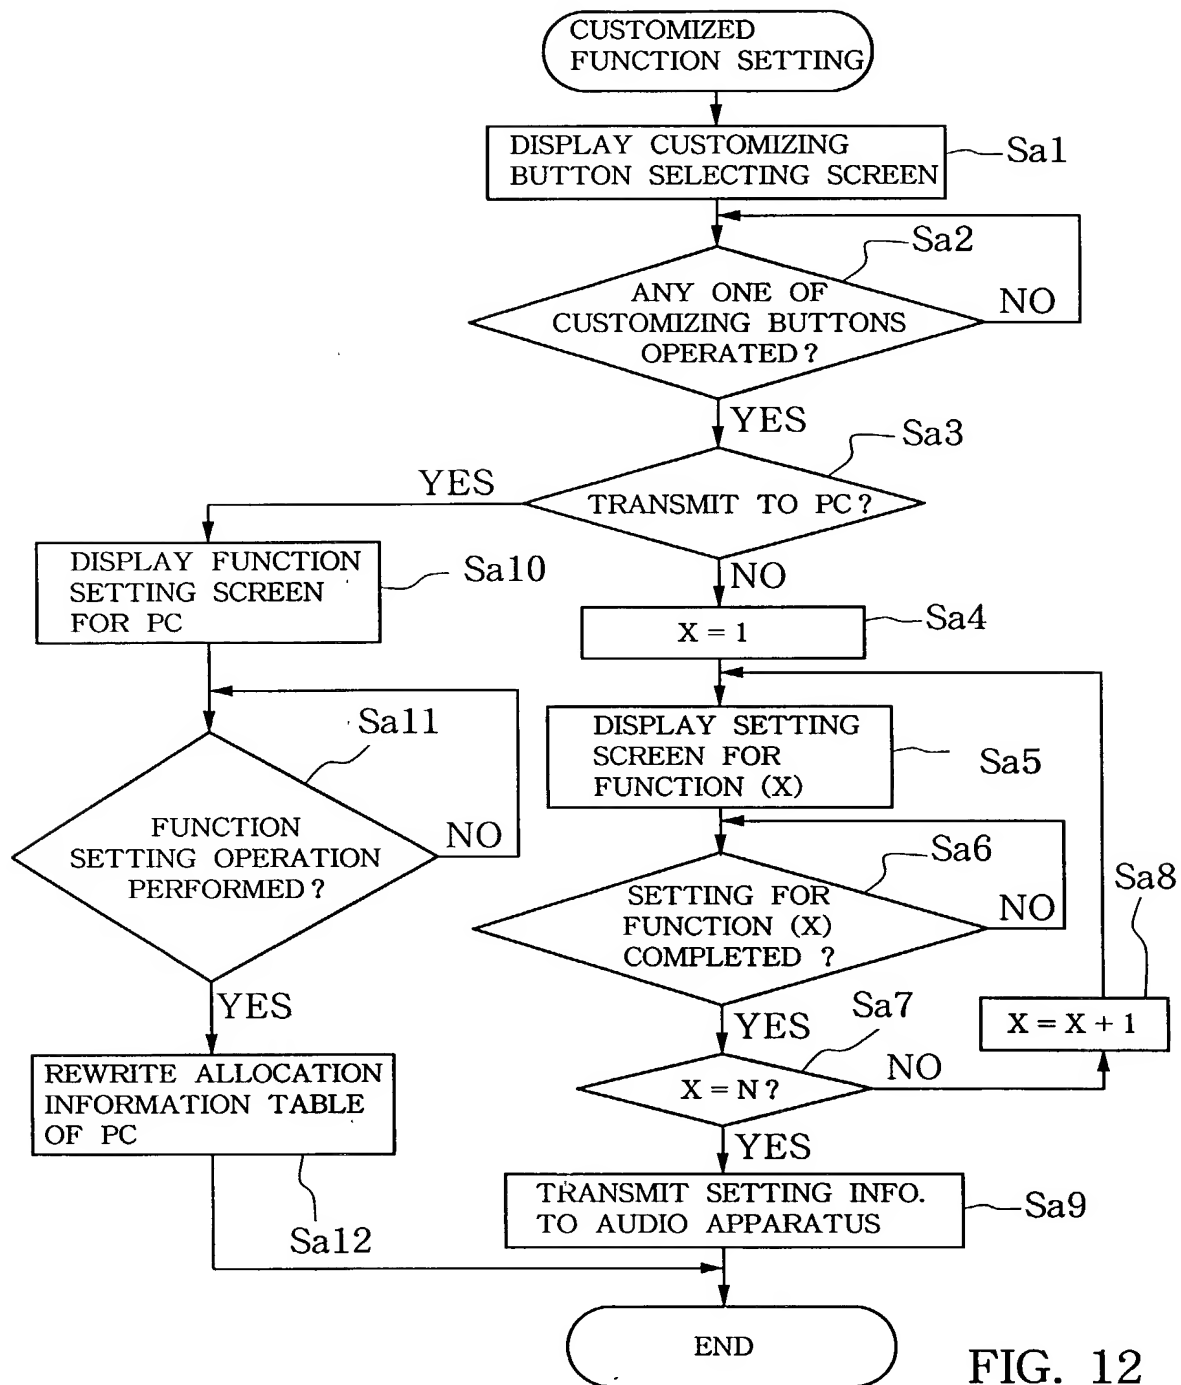 CUSTOMIZED
FUNCTION SETTING
DISPLAY CUSTOMIZING
BUTTON SELECTING SCREEN
Sa1
Sa2
ANY ONE OF
CUSTOMIZING BUTTONS
OPERATED?
NO
YES
Sa3
TRANSMIT TO PC?
YES
NO
DISPLAY FUNCTION
SETTING SCREEN
FOR PC
Sa10
X = 1
Sa4
Sa11
FUNCTION
SETTING OPERATION
PERFORMED?
NO
YES
DISPLAY SETTING
SCREEN FOR
FUNCTION (X)
Sa5
Sa6
SETTING FOR
FUNCTION (X)
COMPLETED ?
NO
YES
Sa8
X = X + 1
Sa7
X = N?
NO
YES
REWRITE ALLOCATION
INFORMATION TABLE
OF PC
Sa12
TRANSMIT SETTING INFO.
TO AUDIO APPARATUS
Sa9
END
FIG. 12